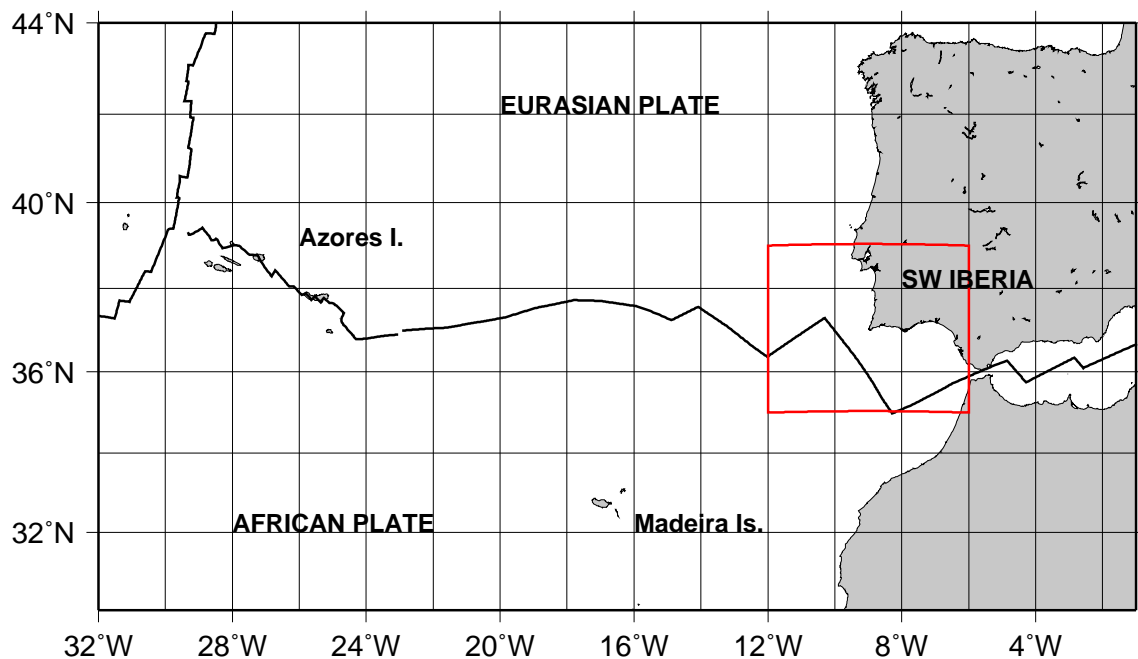 44°N
EURASIAN PLATE
40°N
Azores I.
SW IBERIA
36°N
AFRICAN PLATE
Madeira Is.
32°N
32°W 28°W 24°W 20°W 16°W 12°W 8°W 4°W